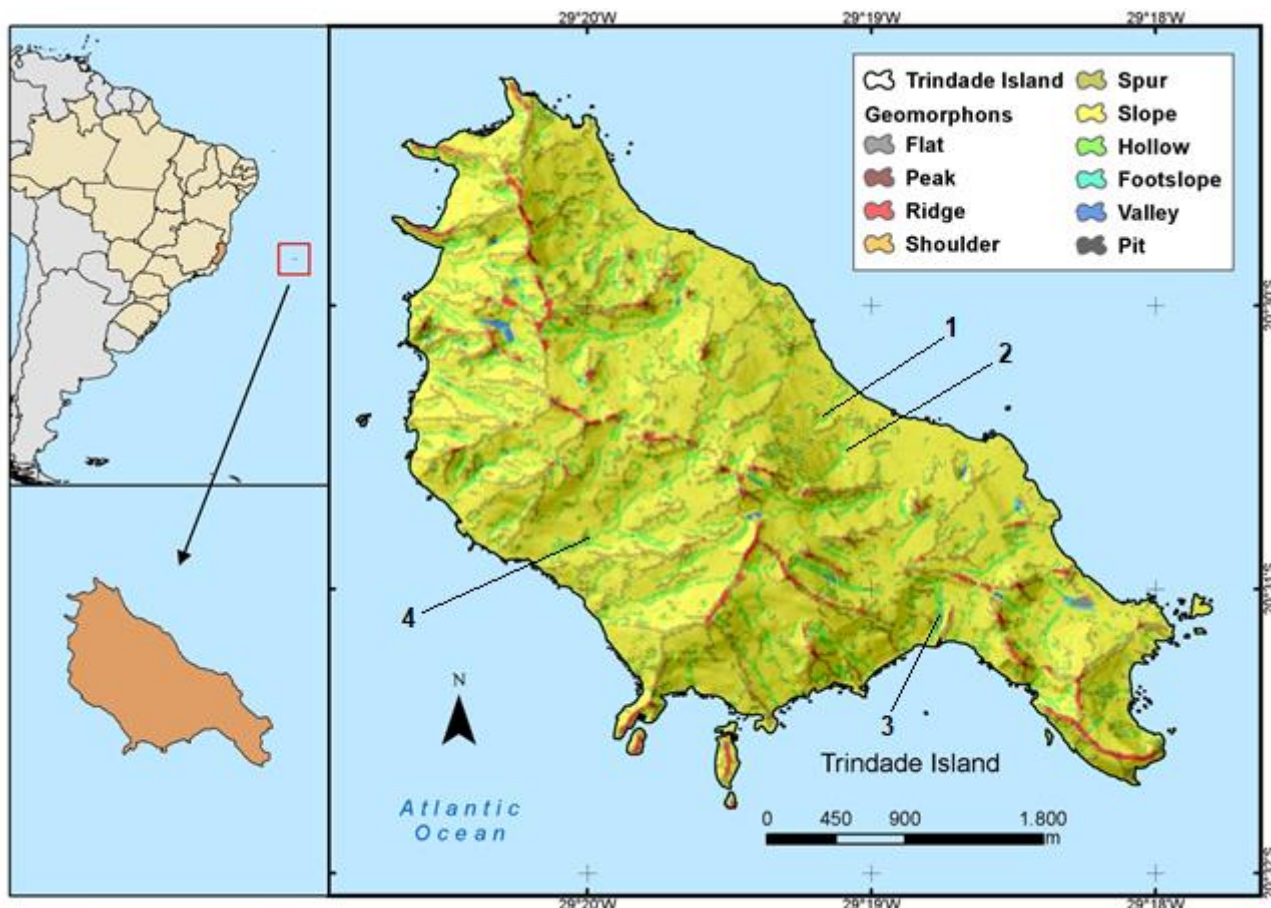 29°20'W 29°19'W 29°18'W
Trindade Island
Geomorphons
Flat
Peak
Ridge
Shoulder
Spur
Slope
Hollow
Footslope
Valley
Pit
1
2
3
4
N
Trindade Island
Atlantic
Ocean
0 450 900 1.800
m
29°20'W 29°19'W 29°18'W